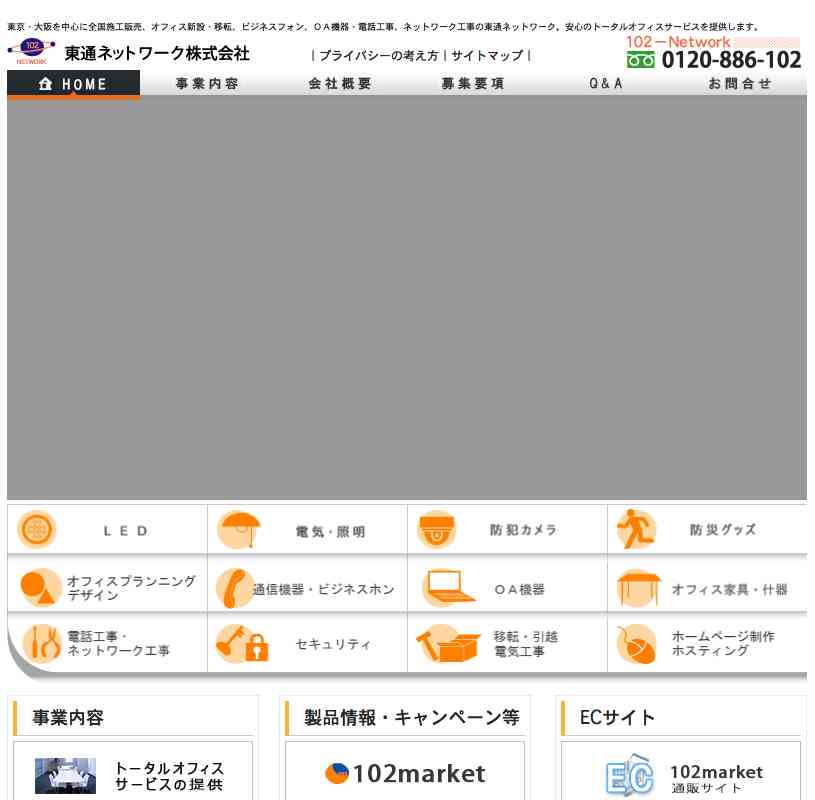 東京・大阪を中心に全国施工販売、オフィス新設・移転、ビジネスフォン、ＯＡ機器・電話工事、ネットワーク工事の東通ネットワーク。安心のトータルオフィスサービスを提供します。
102
NETWORK
東通ネットワーク株式会社
｜プライバシーの考え方｜サイトマップ｜
102－Network
0120-886-102
HOME
事業内容
会社概要
募集要項
Q&A
お問合せ
ＬＥＤ
電気・照明
防犯カメラ
防災グッズ
オフィスプランニング
デザイン
通信機器・ビジネスホン
ＯＡ機器
オフィス家具・什器
電話工事・
ネットワーク工事
セキュリティ
移転・引越
電気工事
ホームページ制作
ホスティング
事業内容
製品情報・キャンペーン等
ECサイト
トータルオフィス
サービスの提供
102market
EC
102market
通販サイト